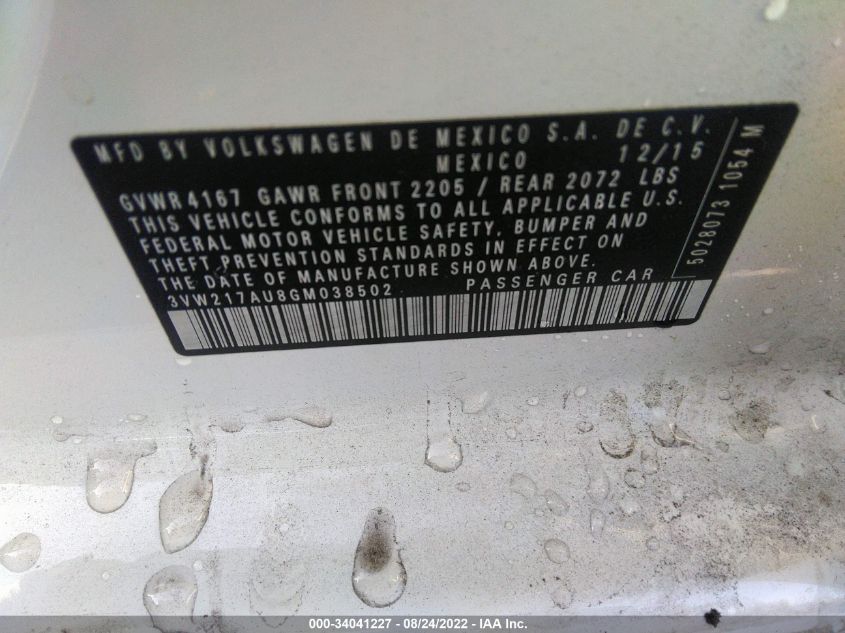 MFD BY VOLKSWAGEN DE MEXICO S.A. DE C.V.
MEXICO 12/15
GVWR 4167 GAWR FRONT 2205 / REAR 2072 LBS
THIS VEHICLE CONFORMS TO ALL APPLICABLE U.S.
FEDERAL MOTOR VEHICLE SAFETY, BUMPER AND
THEFT PREVENTION STANDARDS IN EFFECT ON
THE DATE OF MANUFACTURE SHOWN ABOVE.
3VW217AU8GM038502 PASSENGER CAR
5028073 1054 M
000-34041227 - 08/24/2022 - IAA Inc.